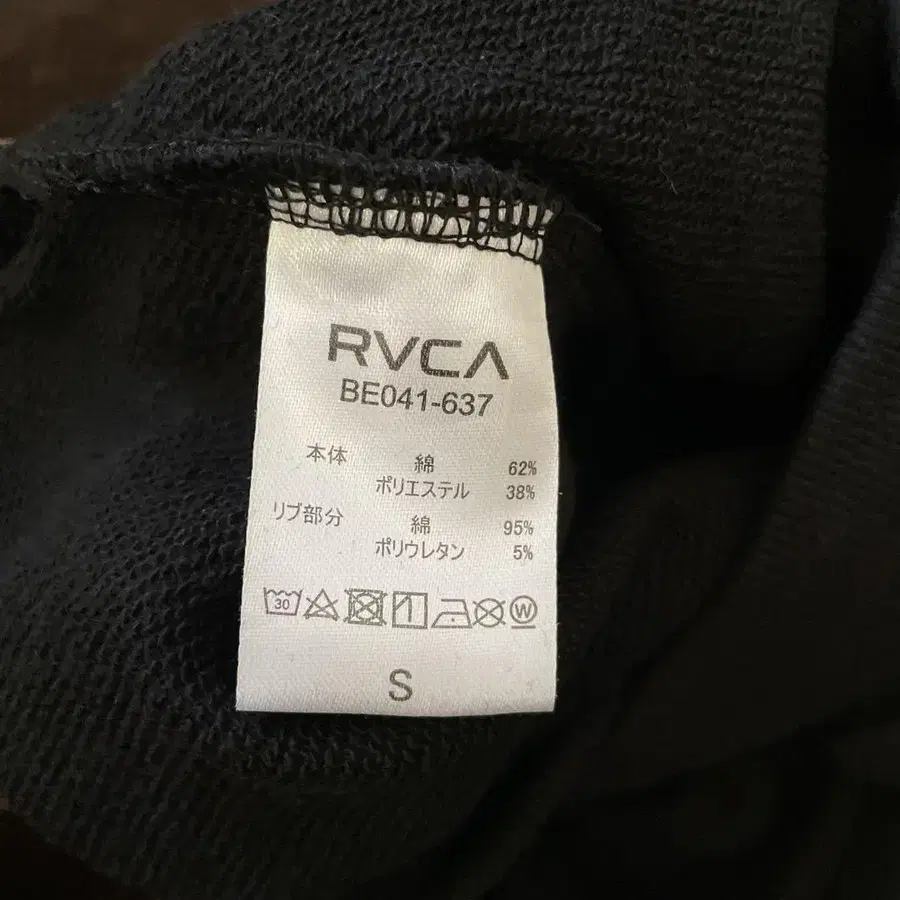 RVCA
BE041-637
本体 綿 62%
ポリエステル 38%
リブ部分 綿 95%
ポリウレタン 5%
30 W
S